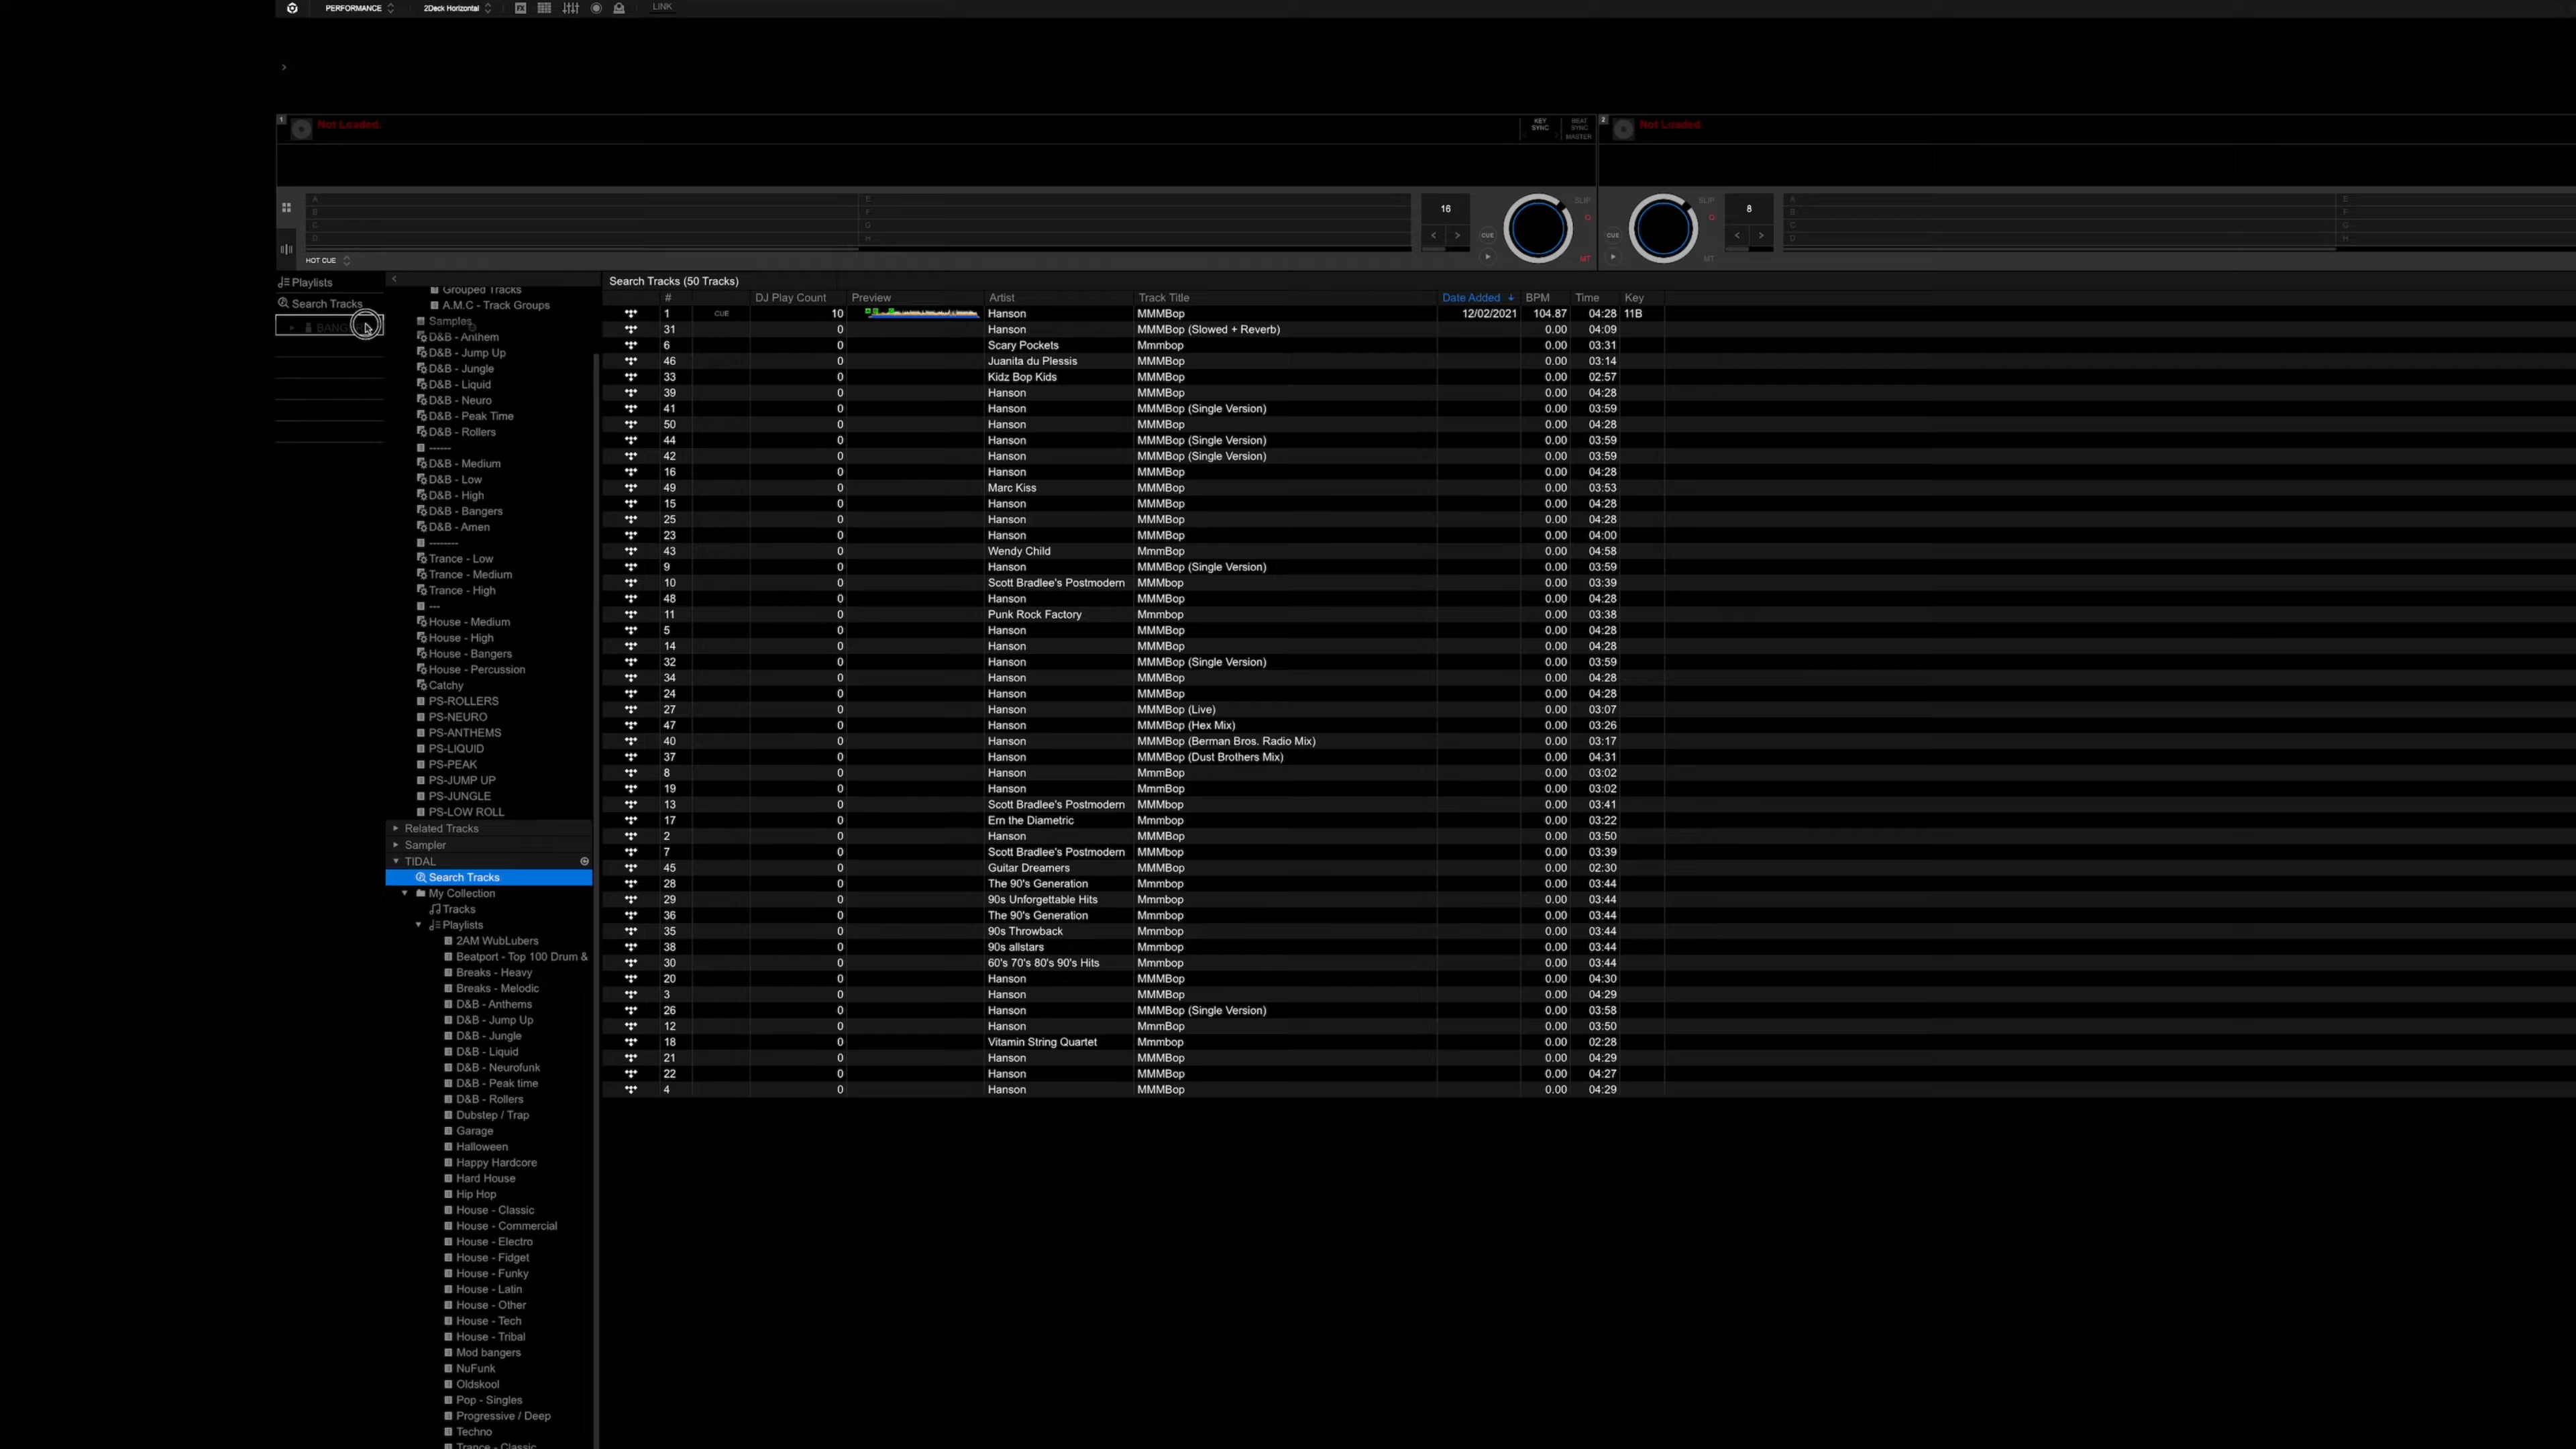 PERFORMANCE
2Deck Horizontal
FX
LINK
1
Not Loaded.
KEY SYNC
BEAT SYNC
MASTER
2
Not Loaded.
A
B
C
D
E
F
G
H
16
CUE
SLIP
Q
MT
HOT CUE
CUE
SLIP
Q
MT
8
A
B
C
D
E
F
G
H
Playlists
Search Tracks
Grouped Tracks
A.M.C - Track Groups
Samples
D&B - Anthem
D&B - Jump Up
D&B - Jungle
D&B - Liquid
D&B - Neuro
D&B - Peak Time
D&B - Rollers
------
D&B - Medium
D&B - Low
D&B - High
D&B - Bangers
D&B - Amen
--------
Trance - Low
Trance - Medium
Trance - High
---
House - Medium
House - High
House - Bangers
House - Percussion
Catchy
PS-ROLLERS
PS-NEURO
PS-ANTHEMS
PS-LIQUID
PS-PEAK
PS-JUMP UP
PS-JUNGLE
PS-LOW ROLL
Related Tracks
Sampler
TIDAL
Search Tracks
My Collection
Tracks
Playlists
2AM WubLubers
Beatport - Top 100 Drum &
Breaks - Heavy
Breaks - Melodic
D&B - Anthems
D&B - Jump Up
D&B - Jungle
D&B - Liquid
D&B - Neurofunk
D&B - Peak time
D&B - Rollers
Dubstep / Trap
Garage
Halloween
Happy Hardcore
Hard House
Hip Hop
House - Classic
House - Commercial
House - Electro
House - Fidget
House - Funky
House - Latin
House - Other
House - Tech
House - Tribal
Mod bangers
NuFunk
Oldskool
Pop - Singles
Progressive / Deep
Techno
Trance - Classic
Search Tracks (50 Tracks)
# DJ Play Count Preview Artist Track Title Date Added BPM Time Key
1 CUE 10 Hanson MMMBop 12/02/2021 104.87 04:28 11B
31 0 Hanson MMMBop (Slowed + Reverb) 0.00 04:09
6 0 Scary Pockets Mmmbop 0.00 03:31
46 0 Juanita du Plessis MMMBop 0.00 03:14
33 0 Kidz Bop Kids MMMBop 0.00 02:57
39 0 Hanson MMMBop 0.00 04:28
41 0 Hanson MMMBop (Single Version) 0.00 03:59
50 0 Hanson MMMBop 0.00 04:28
44 0 Hanson MMMBop (Single Version) 0.00 03:59
42 0 Hanson MMMBop (Single Version) 0.00 03:59
16 0 Hanson MMMBop 0.00 04:28
49 0 Marc Kiss MMMBop 0.00 03:53
15 0 Hanson MMMBop 0.00 04:28
25 0 Hanson MMMBop 0.00 04:28
23 0 Hanson MMMBop 0.00 04:00
43 0 Wendy Child MmmBop 0.00 04:58
9 0 Hanson MMMBop (Single Version) 0.00 03:59
10 0 Scott Bradlee's Postmodern MMMbop 0.00 03:39
48 0 Hanson MMMBop 0.00 04:28
11 0 Punk Rock Factory Mmmbop 0.00 03:38
5 0 Hanson MMMBop 0.00 04:28
14 0 Hanson MMMBop 0.00 04:28
32 0 Hanson MMMBop (Single Version) 0.00 03:59
34 0 Hanson MMMBop 0.00 04:28
24 0 Hanson MMMBop 0.00 04:28
27 0 Hanson MMMBop (Live) 0.00 03:07
47 0 Hanson MMMBop (Hex Mix) 0.00 03:26
40 0 Hanson MMMBop (Berman Bros. Radio Mix) 0.00 03:17
37 0 Hanson MMMBop (Dust Brothers Mix) 0.00 04:31
8 0 Hanson MmmBop 0.00 03:02
19 0 Hanson MmmBop 0.00 03:02
13 0 Scott Bradlee's Postmodern MMMbop 0.00 03:41
17 0 Em the Diametric Mmmbop 0.00 03:22
2 0 Hanson MMMBop 0.00 03:50
7 0 Scott Bradlee's Postmodern MMMbop 0.00 03:39
45 0 Guitar Dreamers MMMBop 0.00 02:30
28 0 The 90's Generation Mmmbop 0.00 03:44
29 0 90s Unforgettable Hits Mmmbop 0.00 03:44
36 0 The 90's Generation Mmmbop 0.00 03:44
35 0 90s Throwback Mmmbop 0.00 03:44
38 0 90s allstars Mmmbop 0.00 03:44
30 0 60's 70's 80's 90's Hits Mmmbop 0.00 03:44
20 0 Hanson MMMBop 0.00 04:30
3 0 Hanson MMMBop 0.00 04:29
26 0 Hanson MMMBop (Single Version) 0.00 03:58
12 0 Hanson MmmBop 0.00 03:50
18 0 Vitamin String Quartet Mmmbop 0.00 02:28
21 0 Hanson MMMBop 0.00 04:29
22 0 Hanson MMMBop 0.00 04:27
4 0 Hanson MMMBop 0.00 04:29